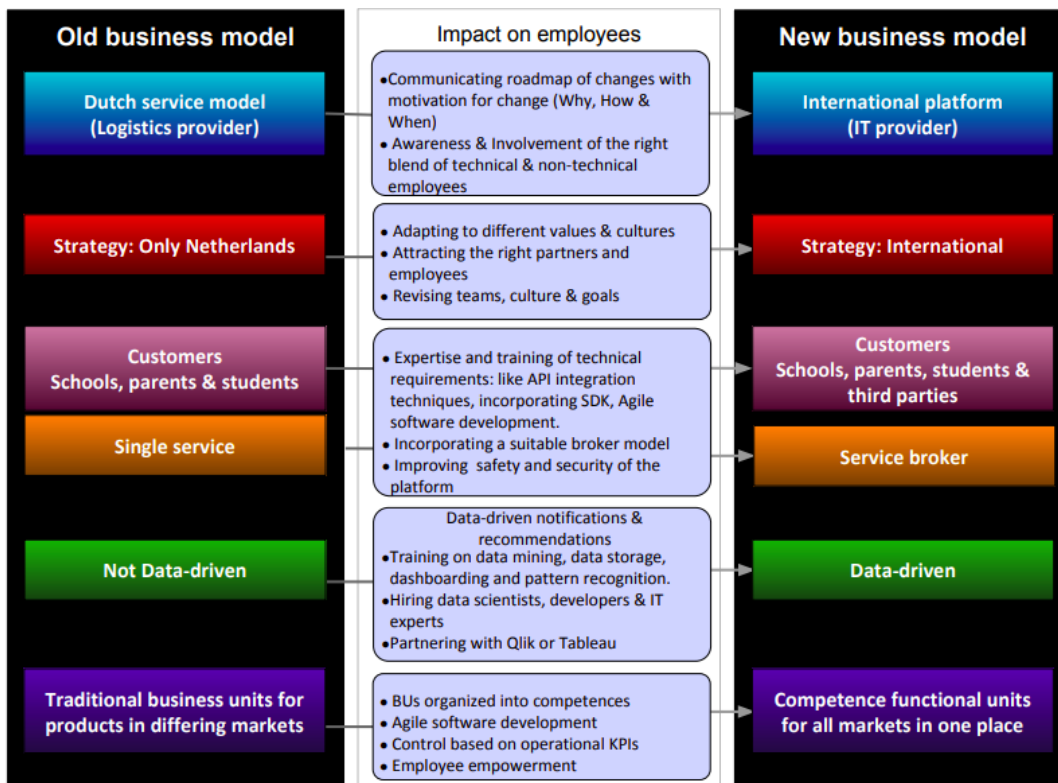 Old business model
Impact on employees
New business model
Dutch service model
(Logistics provider)
●Communicating roadmap of changes with
motivation for change (Why, How &
When)
● Awareness & Involvement of the right
blend of technical & non-technical
employees
International platform
(IT provider)
Strategy: Only Netherlands
● Adapting to different values & cultures
● Attracting the right partners and
employees
● Revising teams, culture & goals
Strategy: International
Customers
Schools, parents & students
Single service
● Expertise and training of technical
requirements: like API integration
techniques, incorporating SDK, Agile
software development.
● Incorporating a suitable broker model
● Improving safety and security of the
platform
Customers
Schools, parents, students &
third parties
Service broker
Not Data-driven
Data-driven notifications &
recommendations
●Training on data mining, data storage,
dashboarding and pattern recognition.
●Hiring data scientists, developers & IT
experts
●Partnering with Qlik or Tableau
Data-driven
Traditional business units for
products in differing markets
● BUs organized into competences
● Agile software development
● Control based on operational KPIs
● Employee empowerment
Competence functional units
for all markets in one place